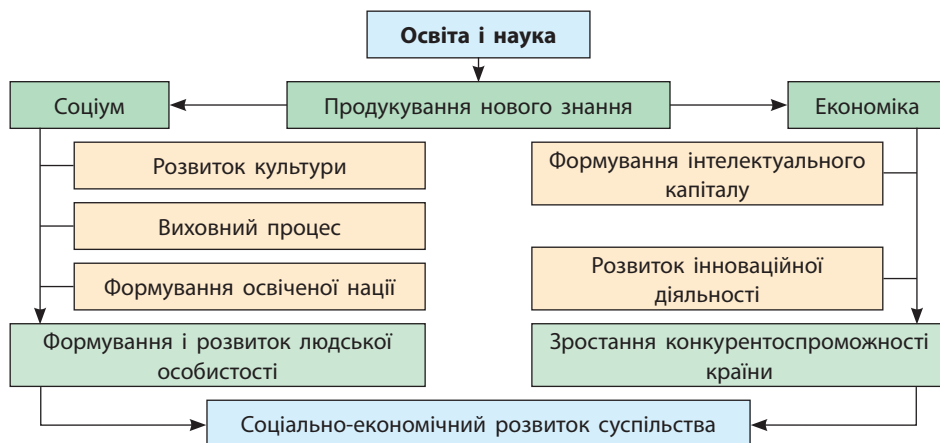 Освіта і наука
Соціум
Продукування нового знання
Економіка
Розвиток культури
Виховний процес
Формування освіченої нації
Формування інтелектуального
капіталу
Розвиток інноваційної
діяльності
Формування і розвиток людської
особистості
Зростання конкурентоспроможності
країни
Соціально-економічний розвиток суспільства